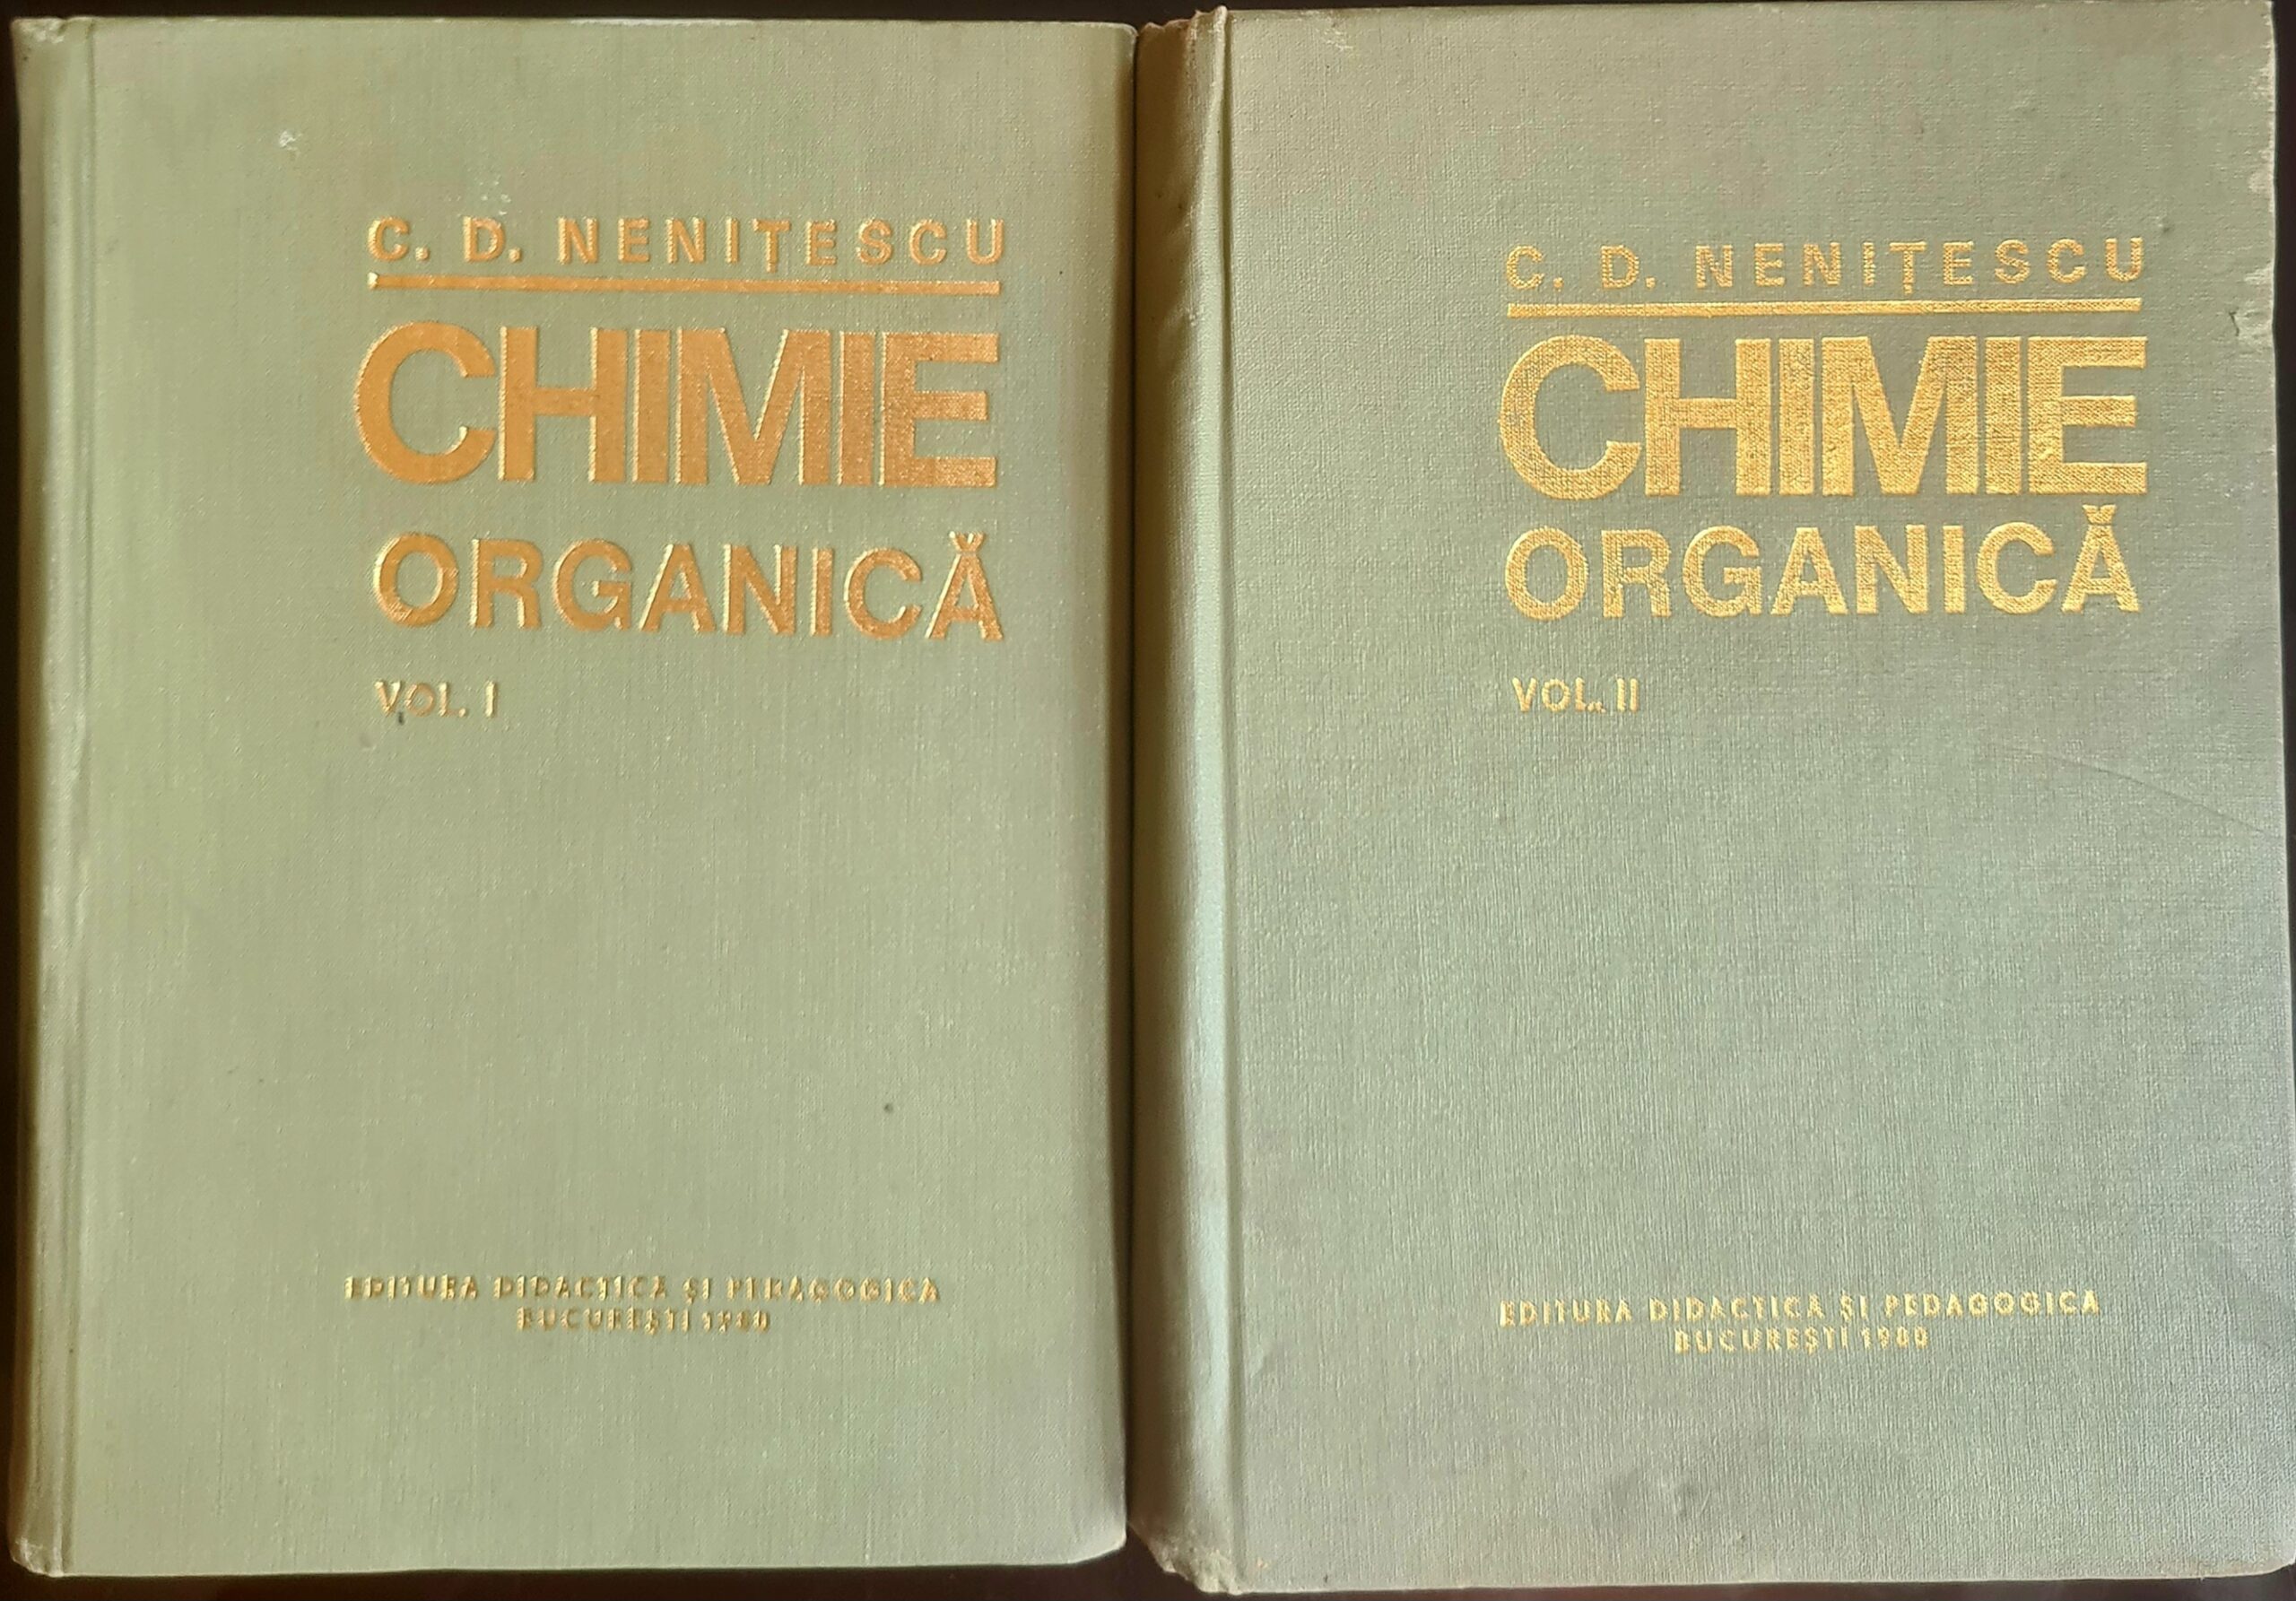 C. D. NENIȚESCU
CHIMIE
ORGANICĂ
VOL. I
EDITURA DIDACTICĂ ȘI PEDAGOGICĂ
BUCUREȘTI 1980
C. D. NENIȚESCU
CHIMIE
ORGANICĂ
VOL. II
EDITURA DIDACTICĂ ȘI PEDAGOGICĂ
BUCUREȘTI 1980